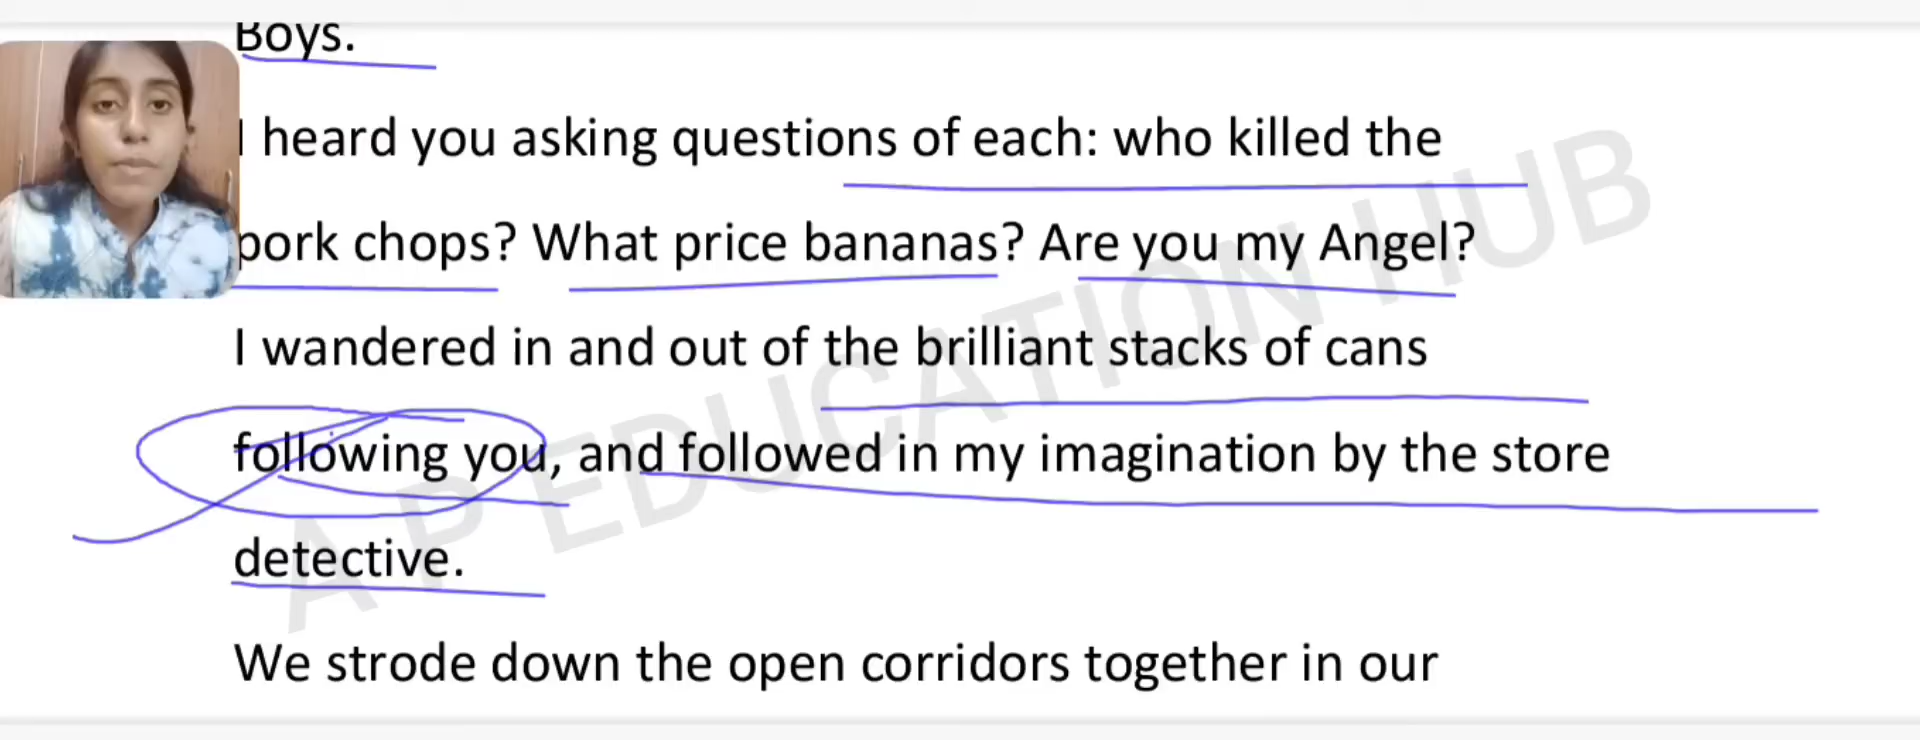 Boys.
I heard you asking questions of each: who killed the
pork chops? What price bananas? Are you my Angel?
I wandered in and out of the brilliant stacks of cans
following you, and followed in my imagination by the store
detective.
We strode down the open corridors together in our
A P EDUCATION HUB